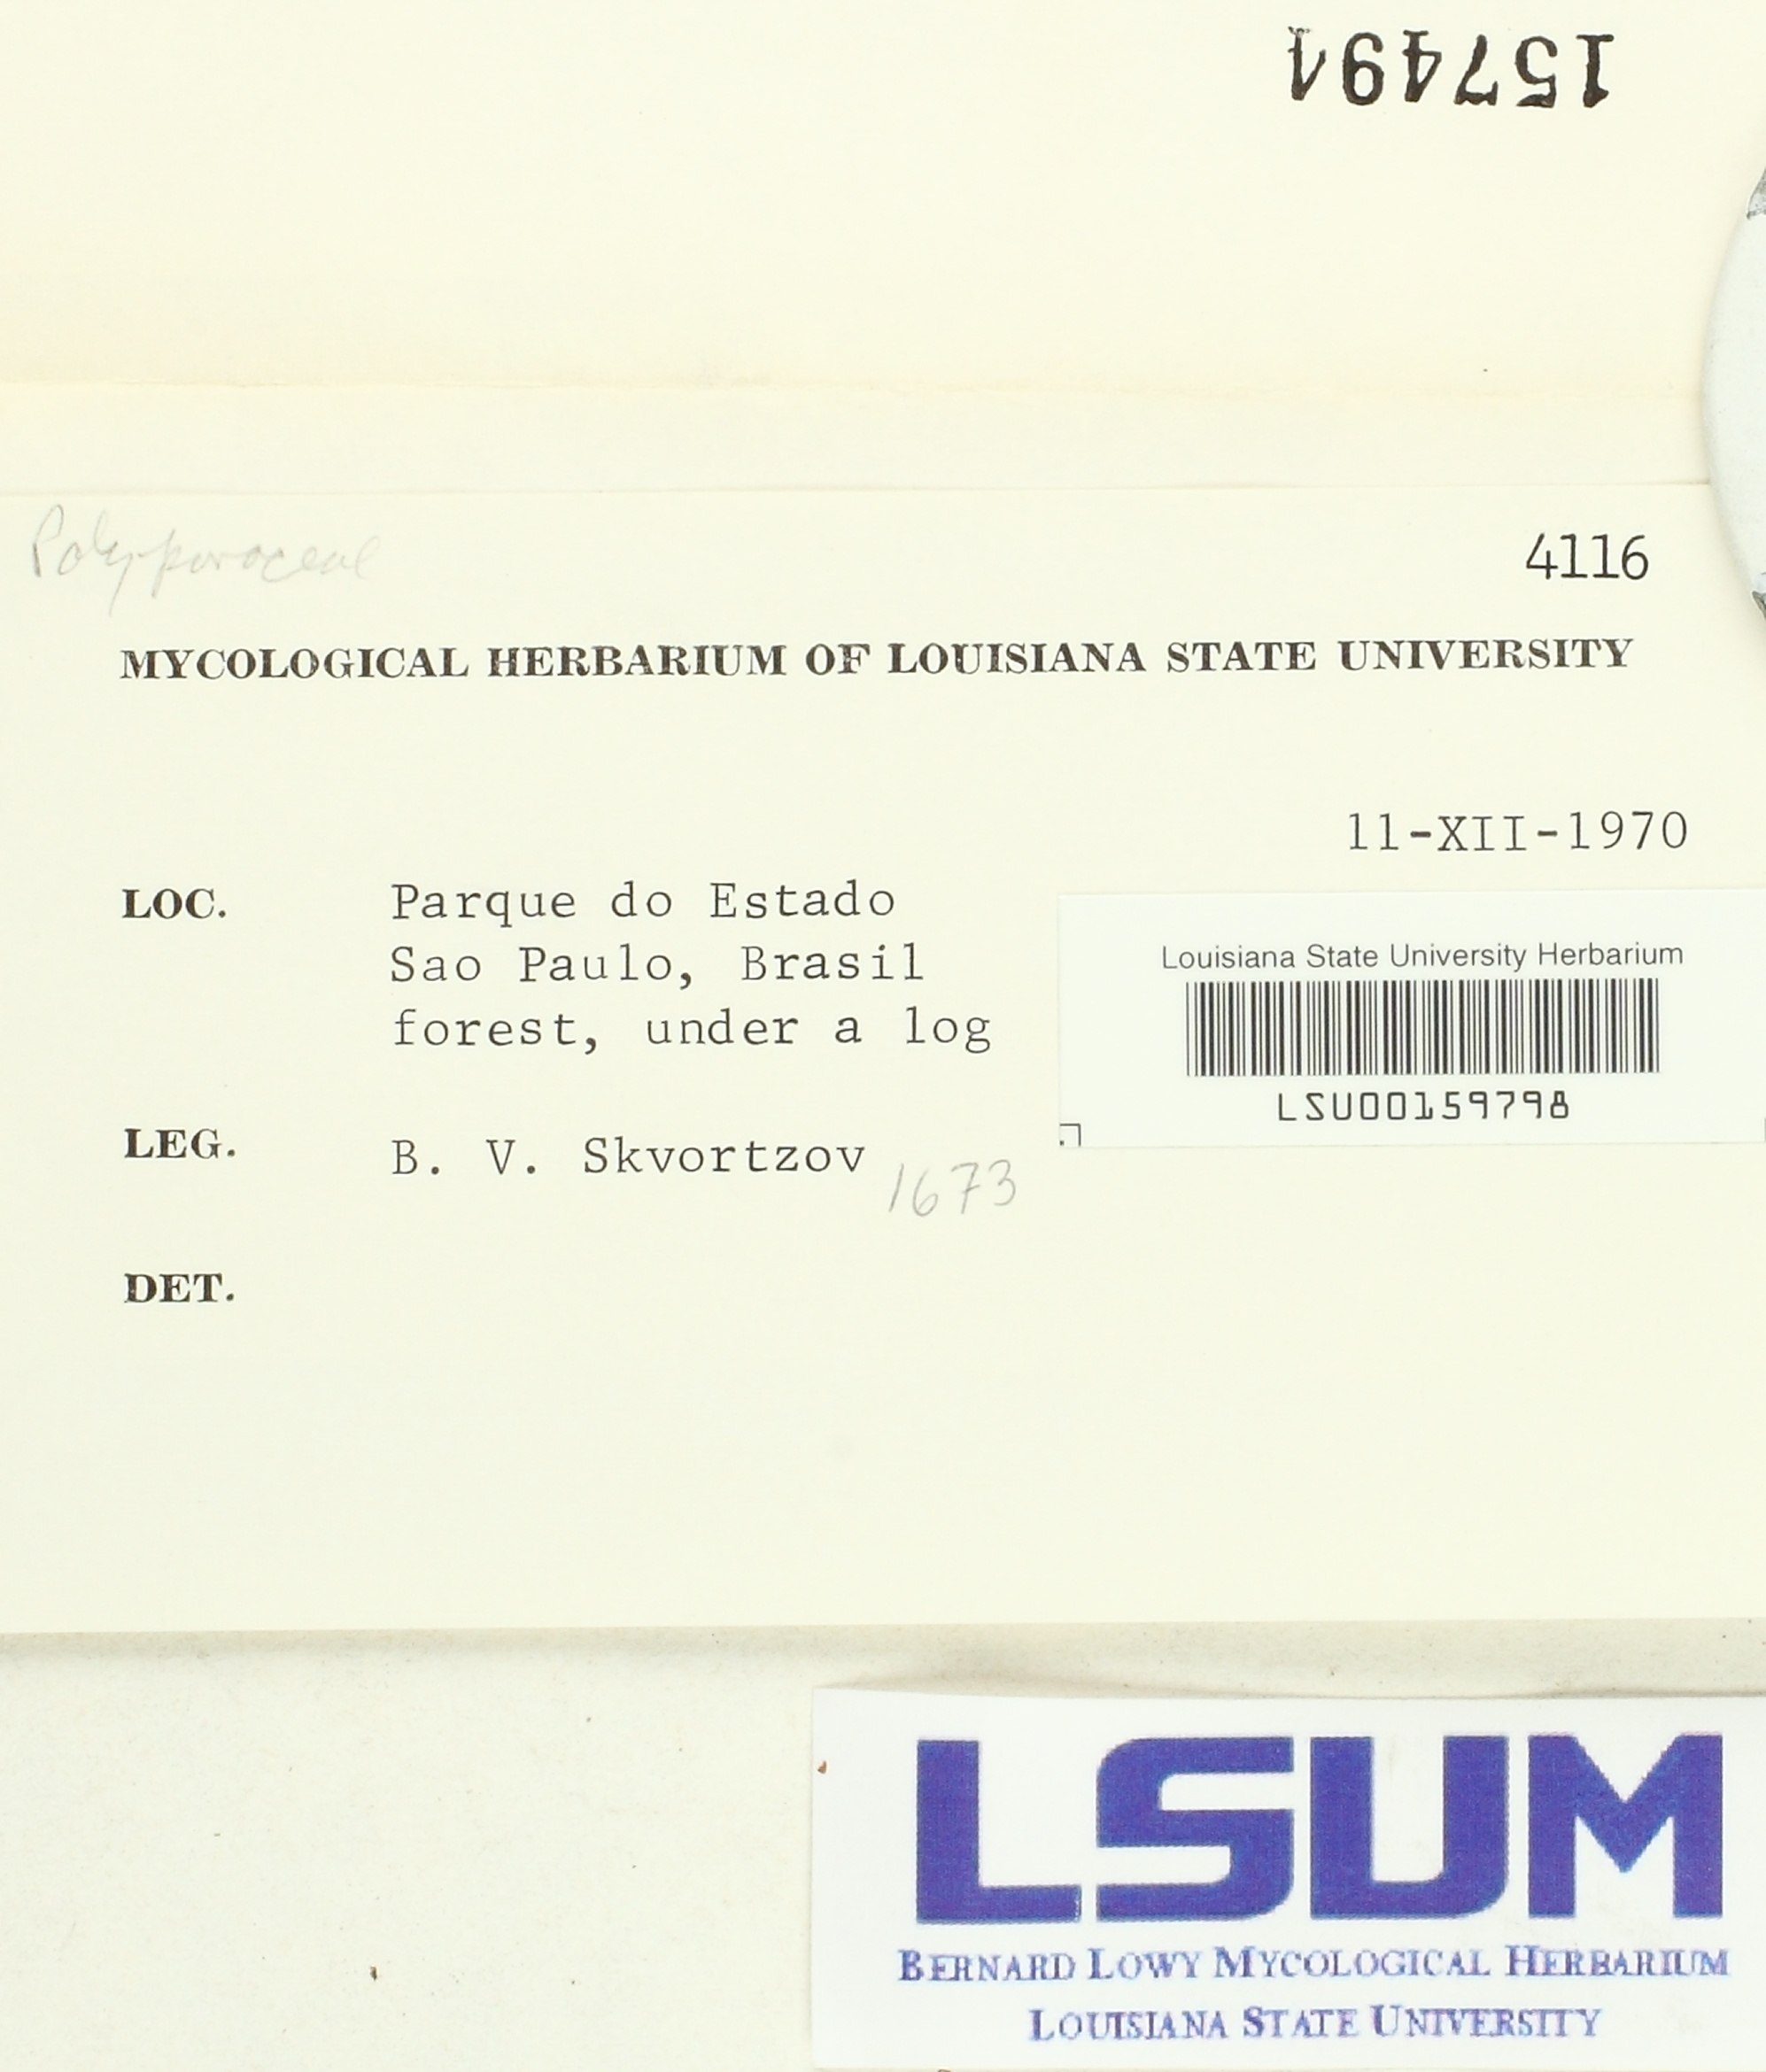 157491
Polyporaceae
4116
MYCOLOGICAL HERBARIUM OF LOUISIANA STATE UNIVERSITY
11-XII-1970
LOC. Parque do Estado
Sao Paulo, Brasil
forest, under a log
Louisiana State University Herbarium
LSU00159798
LEG. B. V. Skvortzov 1673
DET.
LSUM
BERNARD LOWY MYCOLOGICAL HERBARIUM
LOUISIANA STATE UNIVERSITY